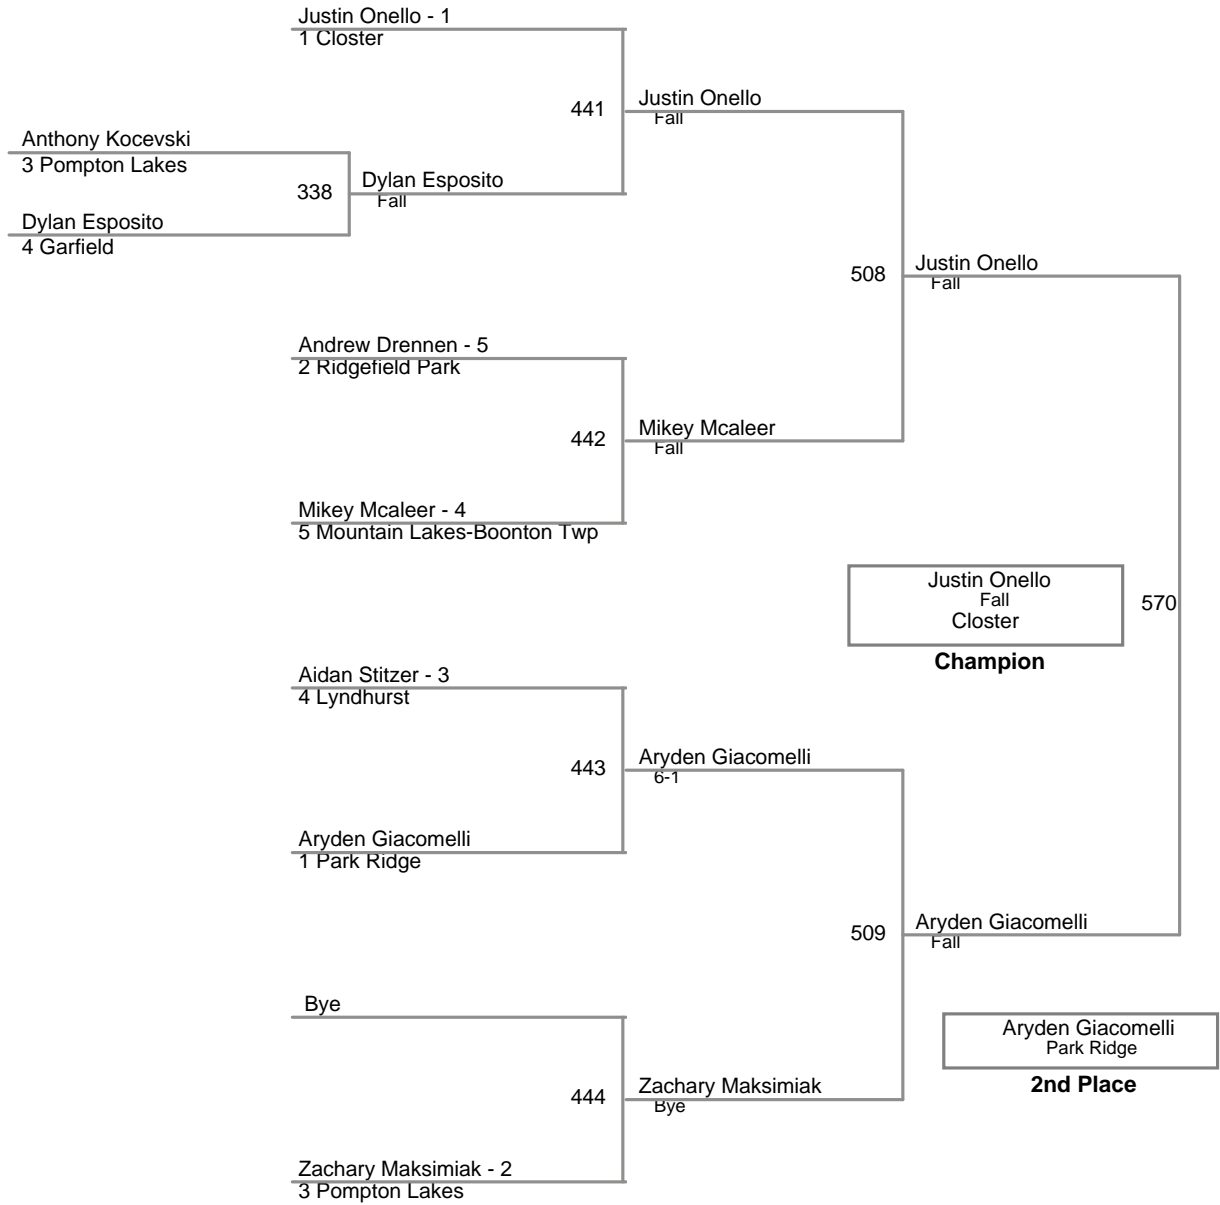 Justin Onello - 1
1 Closter
441
Justin Onello
Fall
Anthony Kocevski
3 Pompton Lakes
338
Dylan Esposito
Fall
Dylan Esposito
4 Garfield
508
Justin Onello
Fall
Andrew Drennen - 5
2 Ridgefield Park
442
Mikey Mcaleer
Fall
Mikey Mcaleer - 4
5 Mountain Lakes-Boonton Twp
Justin Onello
Fall
Closter
570
Champion
Aidan Stitzer - 3
4 Lyndhurst
443
Aryden Giacomelli
6-1
Aryden Giacomelli
1 Park Ridge
509
Aryden Giacomelli
Fall
Bye
Aryden Giacomelli
Park Ridge
2nd Place
444
Zachary Maksimiak
Bye
Zachary Maksimiak - 2
3 Pompton Lakes